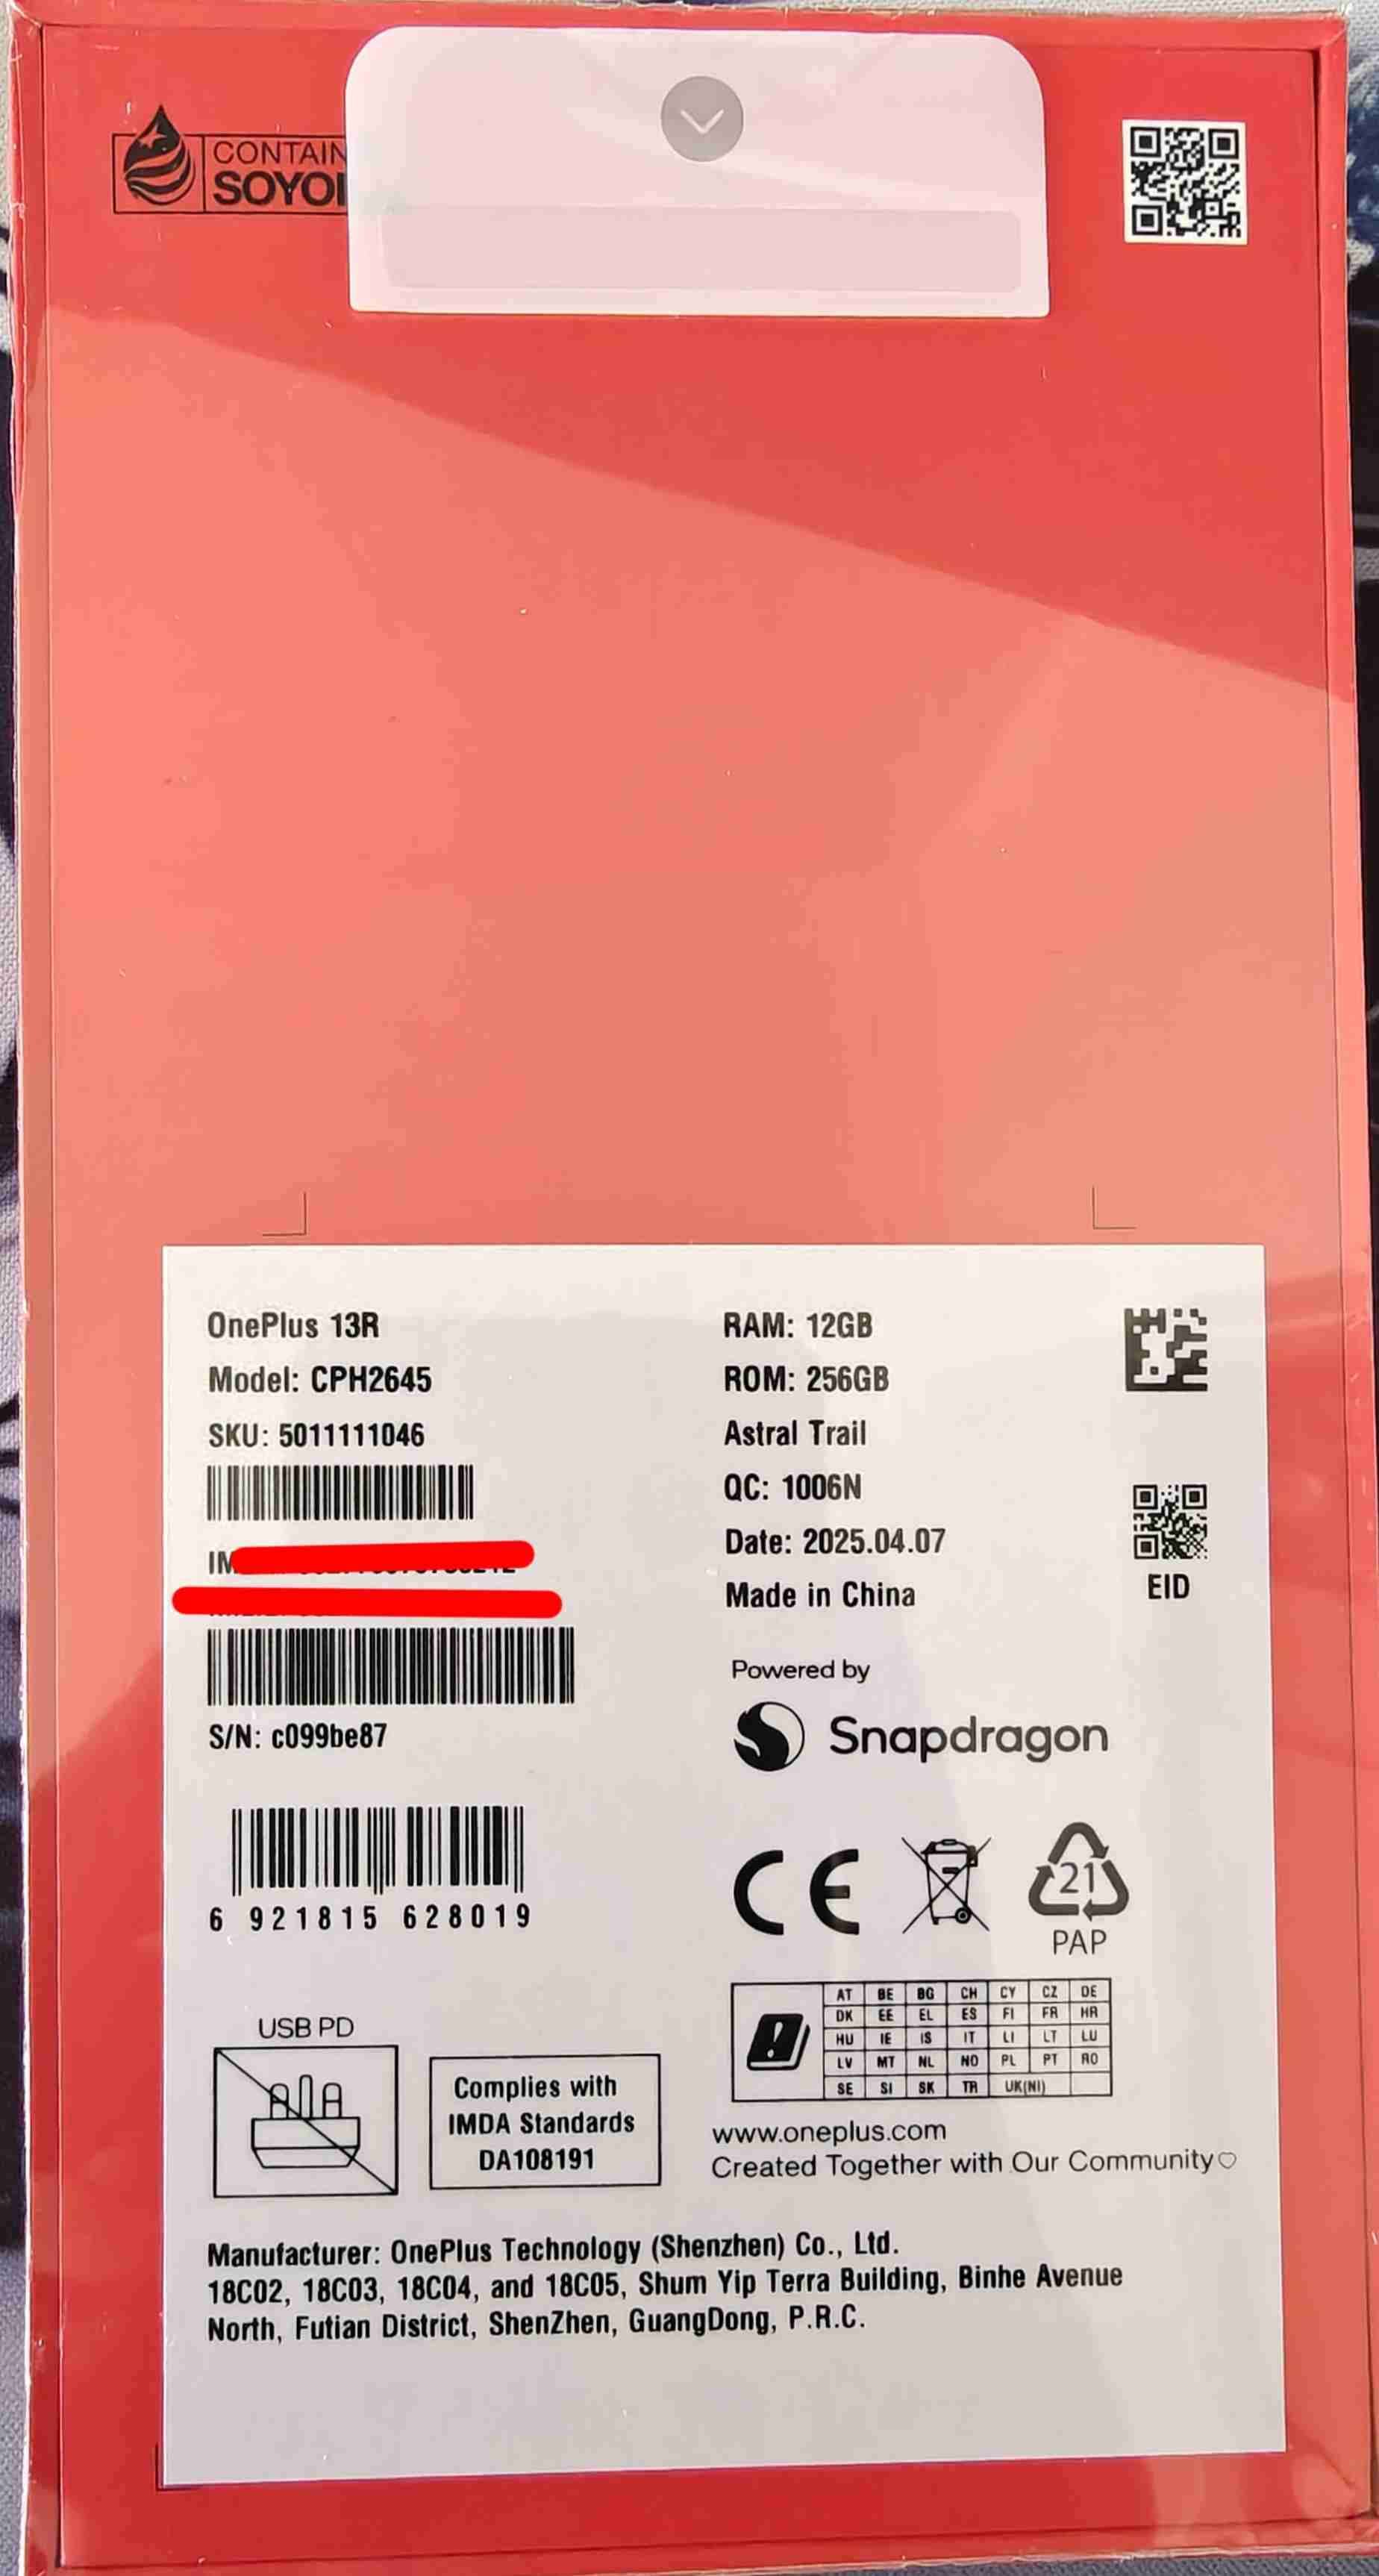 CONTAIN
SOYO
OnePlus 13R
Model: CPH2645
SKU: 5011111046
IM
S/N: c099be87
6 921815 628019
RAM: 12GB
ROM: 256GB
Astral Trail
QC: 1006N
Date: 2025.04.07
Made in China
EID
Powered by
Snapdragon
CE
21
PAP
USB PD
Complies with
IMDA Standards
DA108191
AT BE BG CH CY CZ DE
DK EE EL ES FI FR HR
HU IE IS IT LI LT LU
LV MT NL NO PL PT RO
SE SI SK TR UK(NI)
www.oneplus.com
Created Together with Our Community♡
Manufacturer: OnePlus Technology (Shenzhen) Co., Ltd.
18C02, 18C03, 18C04, and 18C05, Shum Yip Terra Building, Binhe Avenue
North, Futian District, ShenZhen, GuangDong, P.R.C.